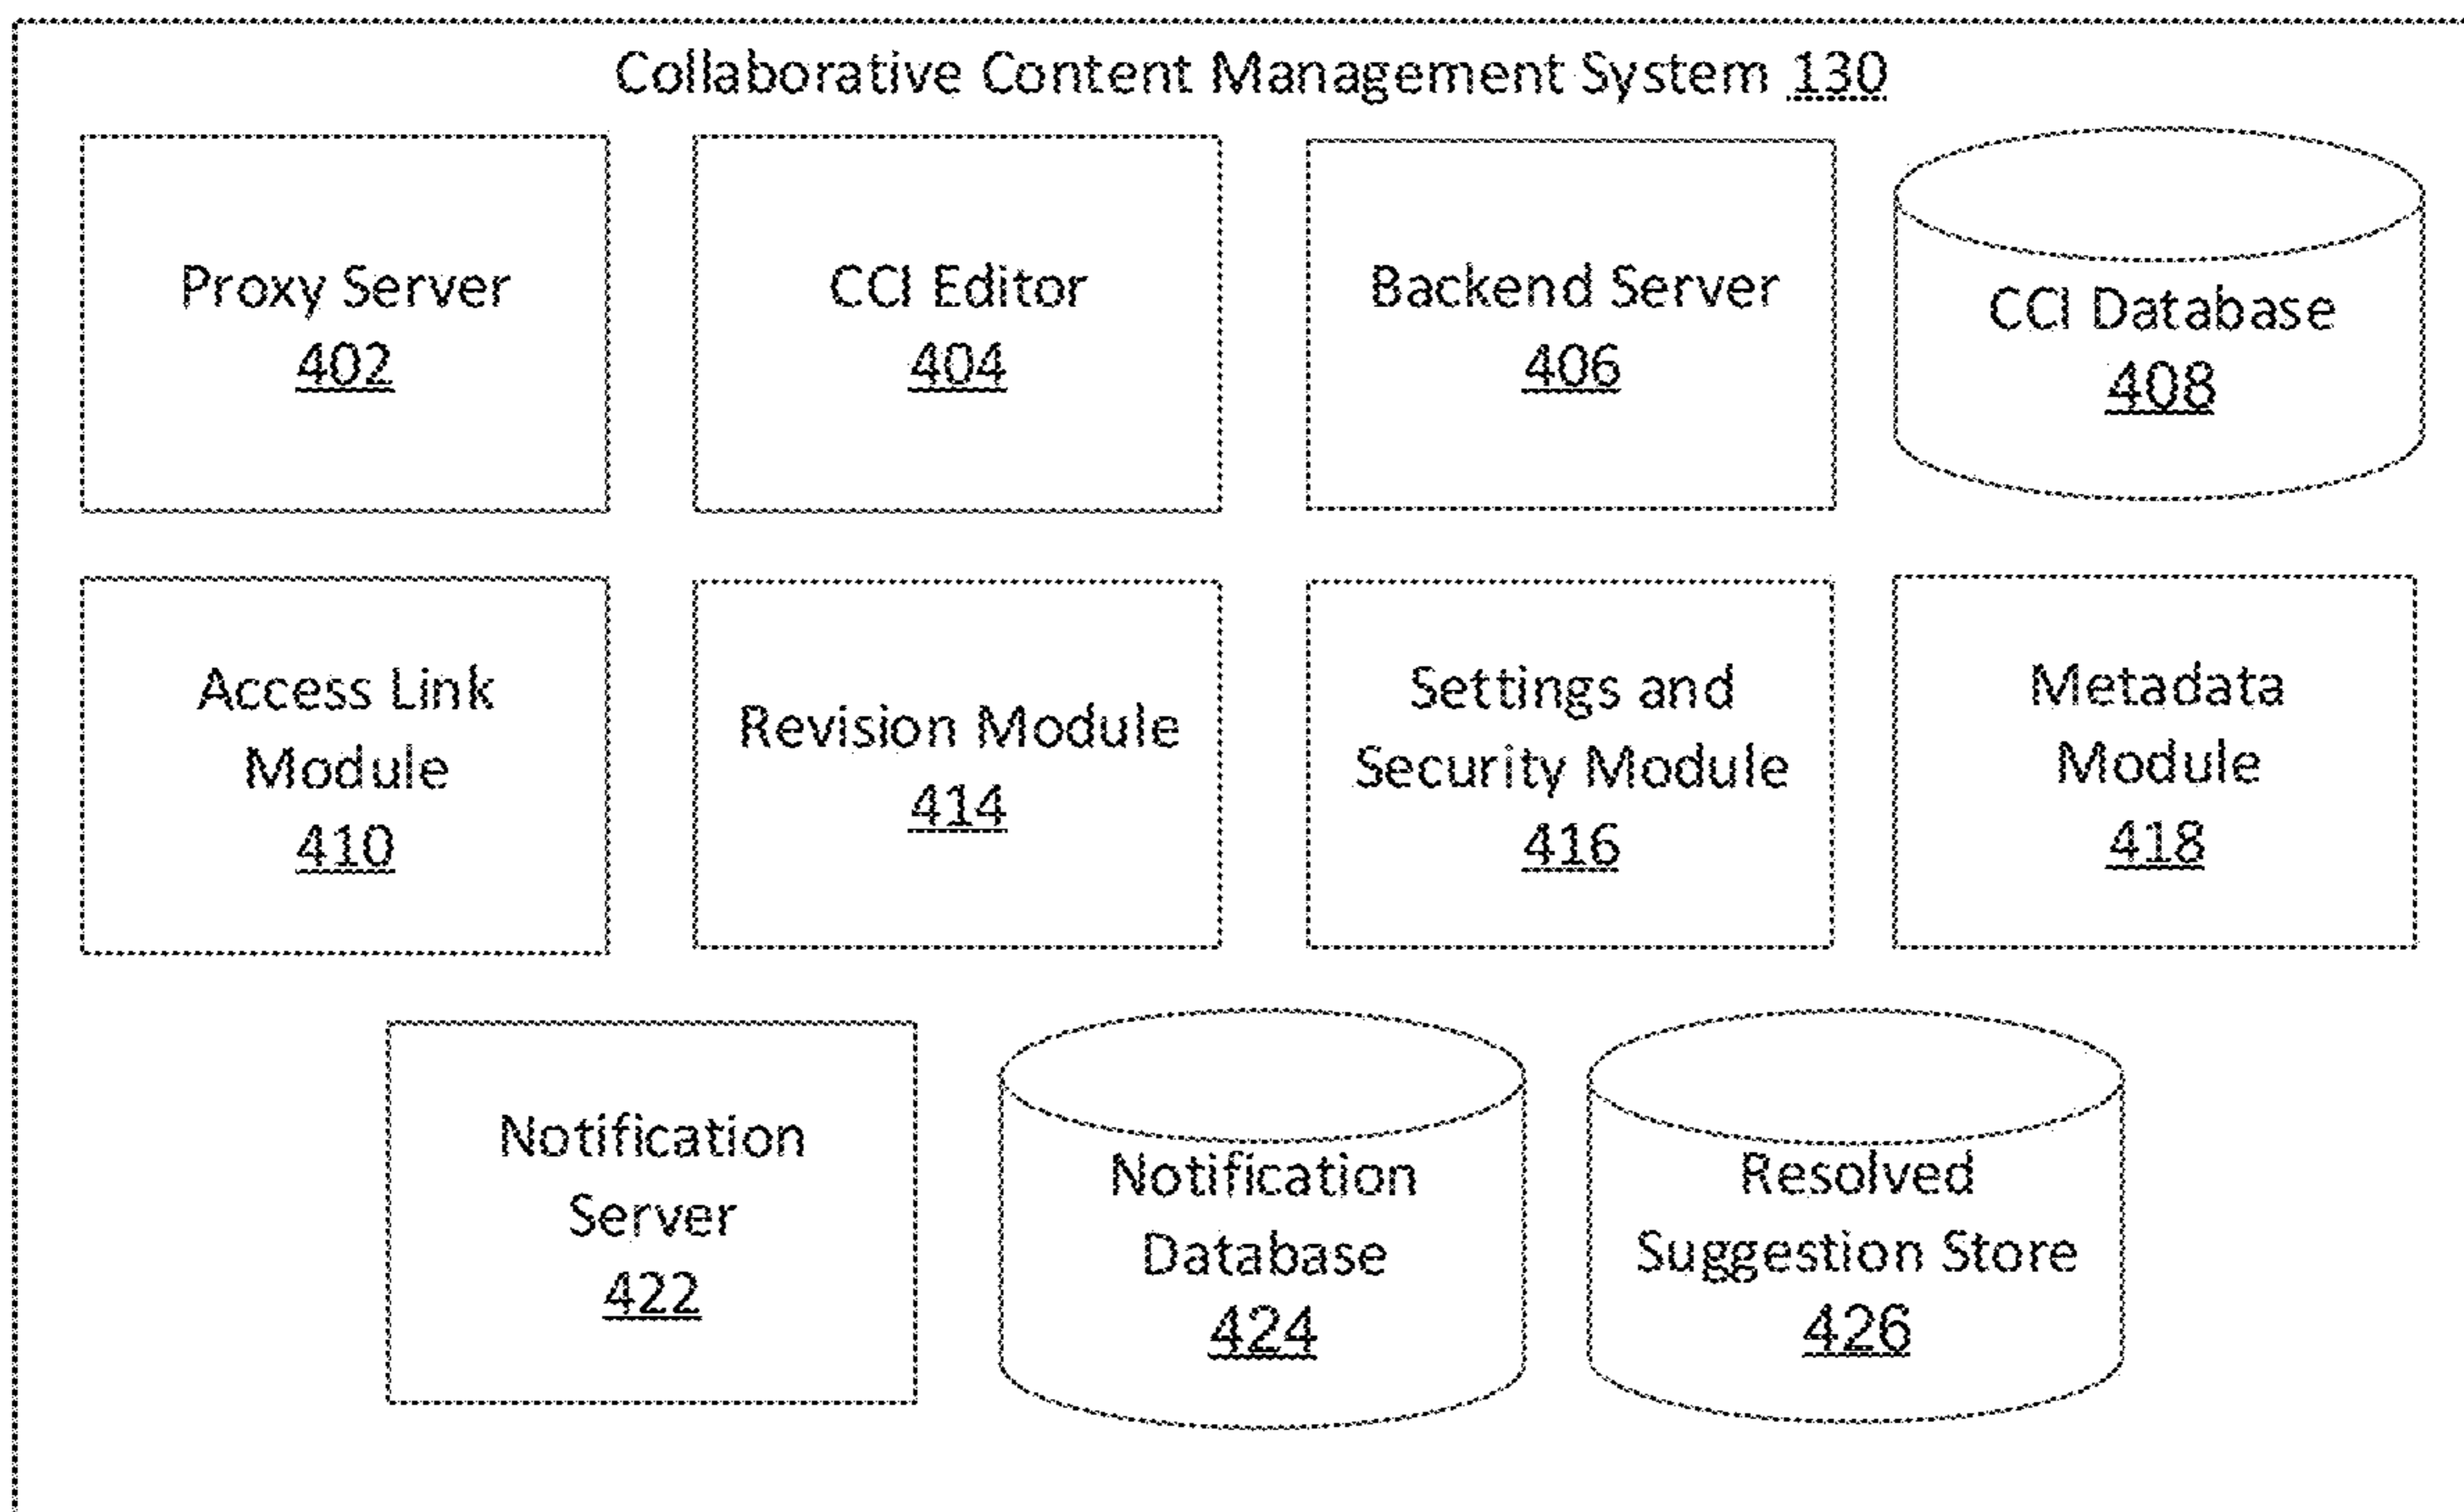 Collaborative Content Management System 130
Proxy Server
402
CCI Editor
404
Backend Server
406
CCI Database
408
Access Link
Module
410
Revision Module
414
Settings and
Security Module
416
Metadata
Module
418
Notification
Server
422
Notification
Database
424
Resolved
Suggestion Store
426